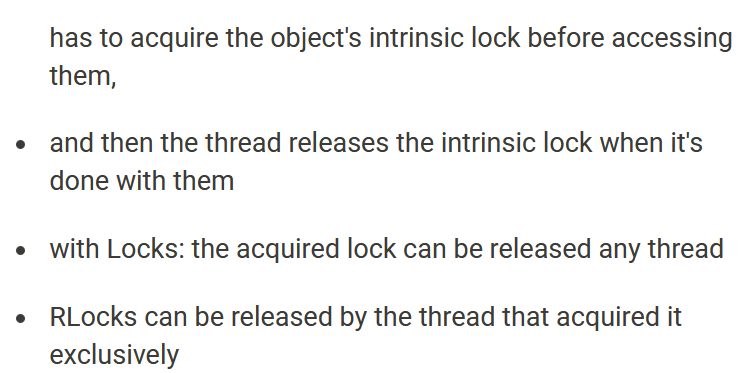 has to acquire the object's intrinsic lock before accessing
them,
and then the thread releases the intrinsic lock when it's
done with them
with Locks: the acquired lock can be released any thread
RLocks can be released by the thread that acquired it
exclusively